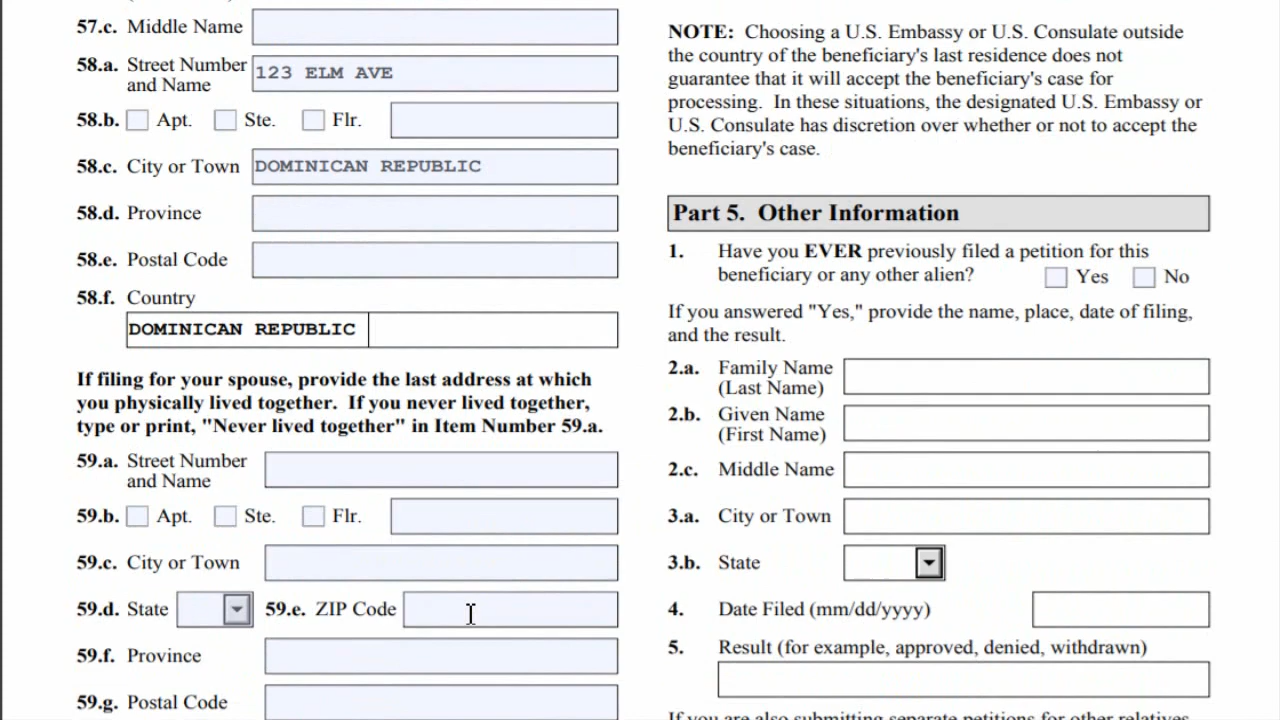 57.c. Middle Name
58.a. Street Number
and Name
123 ELM AVE
58.b. Apt. Ste. Flr.
58.c. City or Town DOMINICAN REPUBLIC
58.d. Province
58.e. Postal Code
58.f. Country
DOMINICAN REPUBLIC
If filing for your spouse, provide the last address at which
you physically lived together. If you never lived together,
type or print, "Never lived together" in Item Number 59.a.
59.a. Street Number
and Name
59.b. Apt. Ste. Flr.
59.c. City or Town
59.d. State 59.e. ZIP Code
59.f. Province
59.g. Postal Code
NOTE: Choosing a U.S. Embassy or U.S. Consulate outside
the country of the beneficiary's last residence does not
guarantee that it will accept the beneficiary's case for
processing. In these situations, the designated U.S. Embassy or
U.S. Consulate has discretion over whether or not to accept the
beneficiary's case.
Part 5. Other Information
1. Have you EVER previously filed a petition for this
beneficiary or any other alien? Yes No
If you answered "Yes," provide the name, place, date of filing,
and the result.
2.a. Family Name
(Last Name)
2.b. Given Name
(First Name)
2.c. Middle Name
3.a. City or Town
3.b. State
4. Date Filed (mm/dd/yyyy)
5. Result (for example, approved, denied, withdrawn)
If you are also submitting separate petitions for other relatives,